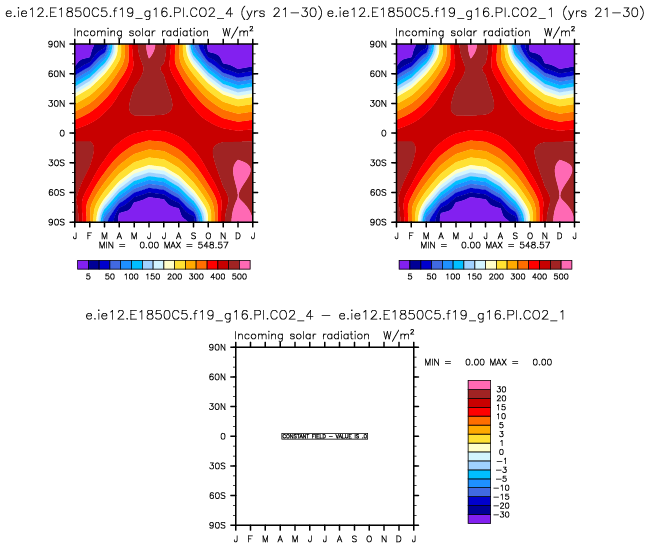 e.ie12.E1850C5.f19_g16.PI.CO2_4 (yrs 21-30) e.ie12.E1850C5.f19_g16.PI.CO2_1 (yrs 21-30)
Incoming solar radiation W/m² Incoming solar radiation W/m²
90N 90N
60N 60N
30N 30N
0 0
30S 30S
60S 60S
90S 90S
J F M A M J J A S O N D J J F M A M J J A S O N D J
MIN = 0.00 MAX = 548.57 MIN = 0.00 MAX = 548.57
5 50 100 150 200 300 400 500 5 50 100 150 200 300 400 500
e.ie12.E1850C5.f19_g16.PI.CO2_4 − e.ie12.E1850C5.f19_g16.PI.CO2_1
Incoming solar radiation W/m²
MIN = 0.00 MAX = 0.00
90N
60N
30N
0
30S
60S
90S
CONSTANT FIELD - VALUE IS .0
J F M A M J J A S O N D J
30
20
15
10
5
3
1
0
−1
−3
−5
−10
−15
−20
−30